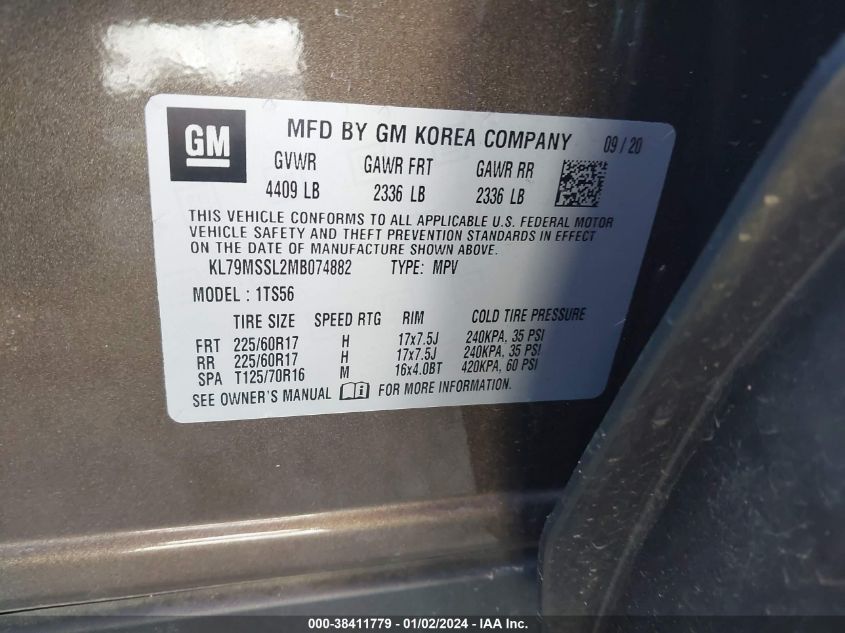 GM
MFD BY GM KOREA COMPANY 09 / 20
GVWR GAWR FRT GAWR RR
4409 LB 2336 LB 2336 LB
THIS VEHICLE CONFORMS TO ALL APPLICABLE U.S. FEDERAL MOTOR
VEHICLE SAFETY AND THEFT PREVENTION STANDARDS IN EFFECT
ON THE DATE OF MANUFACTURE SHOWN ABOVE.
KL79MSSL2MB074882 TYPE: MPV
MODEL : 1TS56
TIRE SIZE SPEED RTG RIM COLD TIRE PRESSURE
FRT 225/60R17 H 17x7.5J 240KPA, 35 PSI
RR 225/60R17 H 17x7.5J 240KPA, 35 PSI
SPA T125/70R16 M 16x4.0BT 420KPA, 60 PSI
SEE OWNER'S MANUAL FOR MORE INFORMATION.
000-38411779 - 01/02/2024 - IAA Inc.